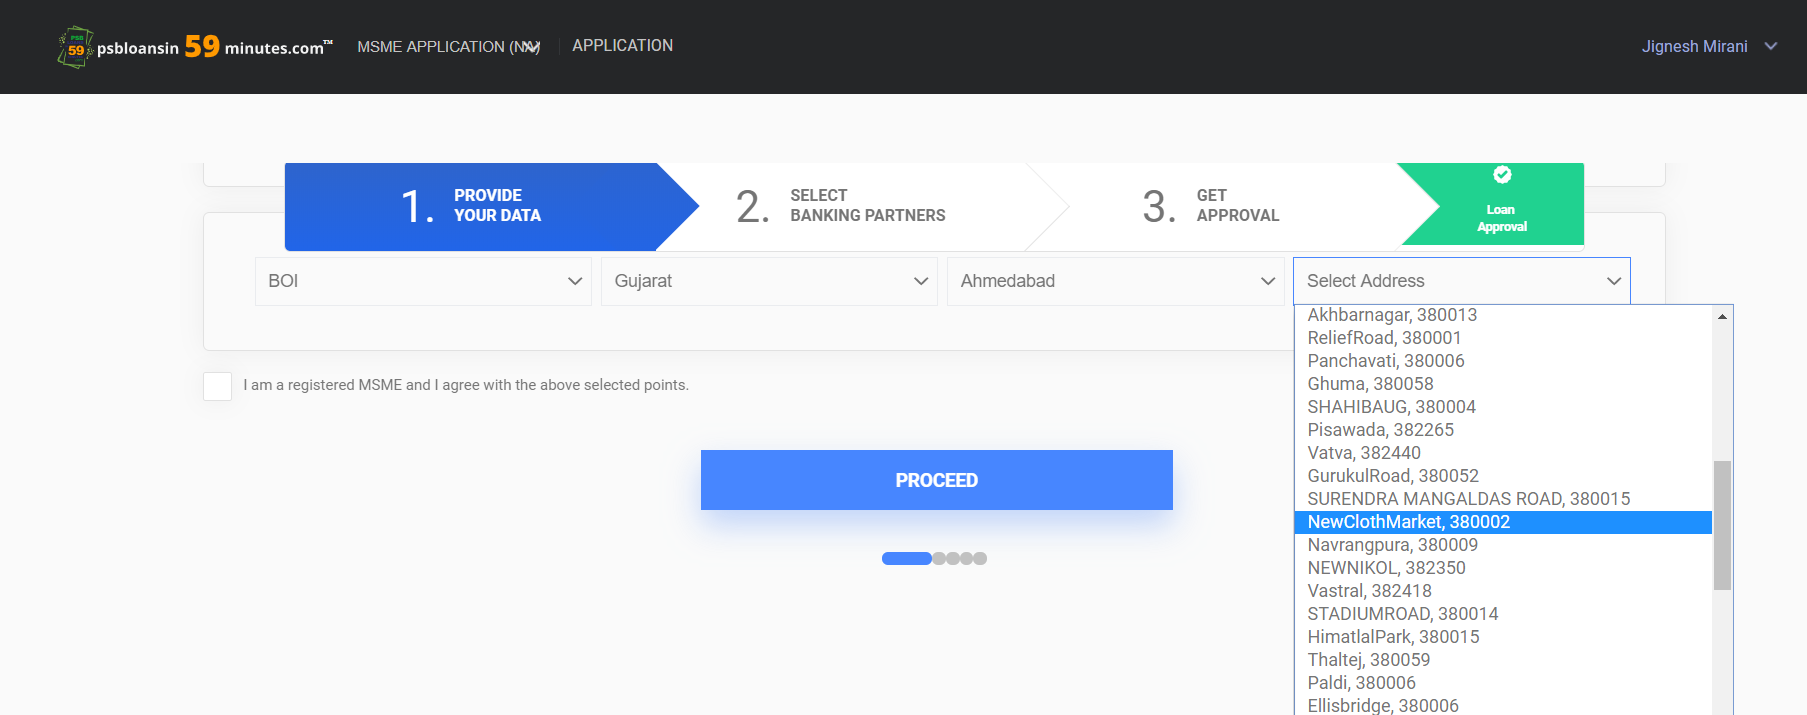 PSB
59
psbloansin 59 minutes.com™
MSME APPLICATION (NA)
APPLICATION
Jignesh Mirani
1. PROVIDE
YOUR DATA
2. SELECT
BANKING PARTNERS
3. GET
APPROVAL
Loan
Approval
BOI
Gujarat
Ahmedabad
Select Address
Akhbarnagar, 380013
ReliefRoad, 380001
Panchavati, 380006
Ghuma, 380058
SHAHIBAUG, 380004
Pisawada, 382265
Vatva, 382440
GurukulRoad, 380052
SURENDRA MANGALDAS ROAD, 380015
NewClothMarket, 380002
Navrangpura, 380009
NEWNIKOL, 382350
Vastral, 382418
STADIUMROAD, 380014
HimatlalPark, 380015
Thaltej, 380059
Paldi, 380006
Ellisbridge, 380006
I am a registered MSME and I agree with the above selected points.
PROCEED